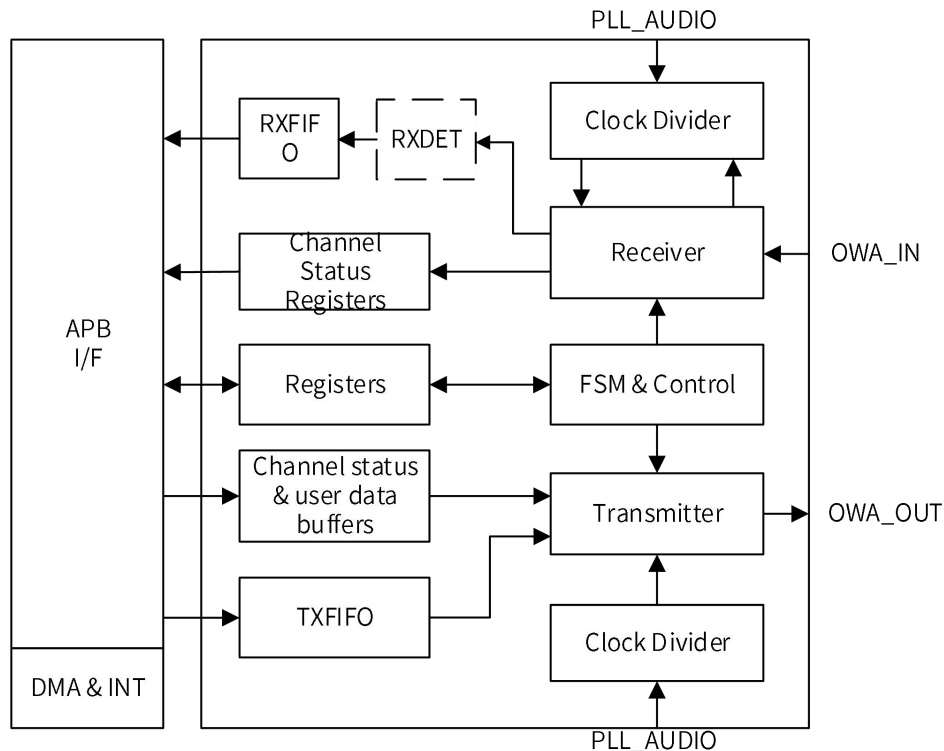 PLL_AUDIO
Clock Divider
RXFIF
O
RXDET
Receiver
OWA_IN
Channel
Status
Registers
APB
I/F
Registers
FSM & Control
Channel status
& user data
buffers
Transmitter
OWA_OUT
TXFIFO
Clock Divider
DMA & INT
PLL_AUDIO